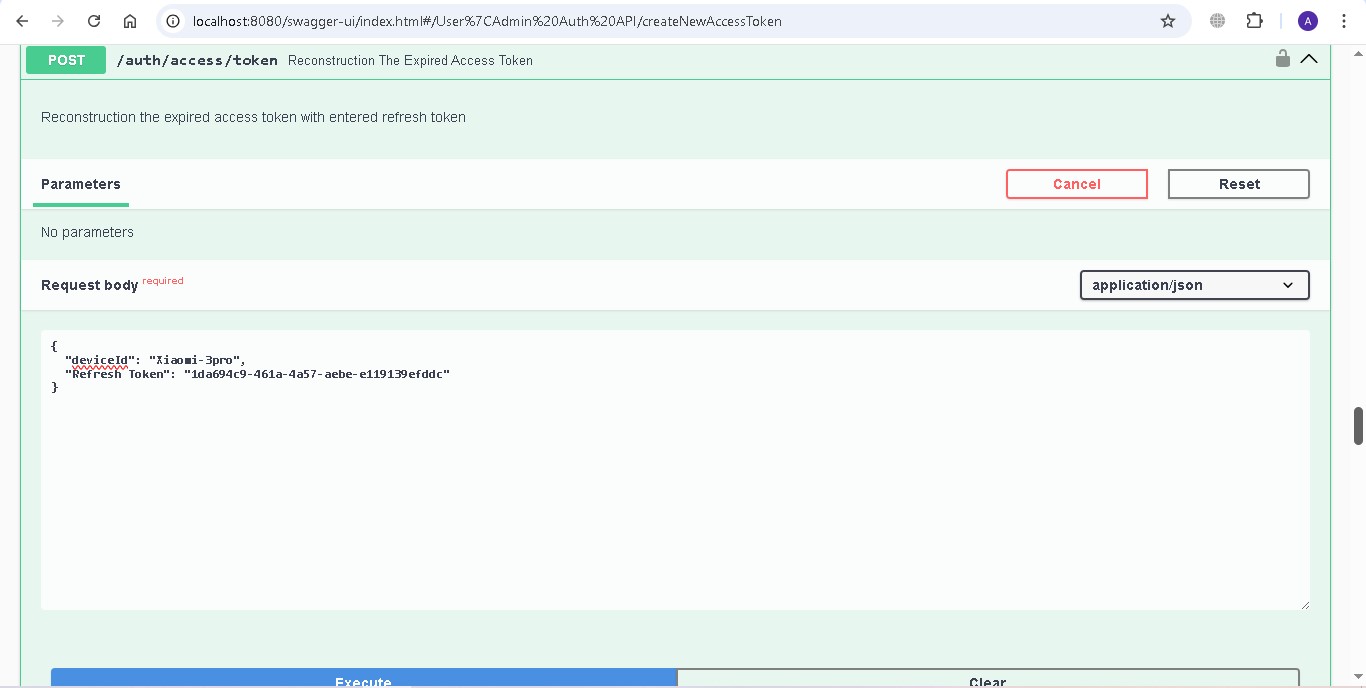 localhost:8080/swagger-ui/index.html#/User%7CAdmin%20Auth%20API/createNewAccessToken
A
POST /auth/access/token Reconstruction The Expired Access Token
Reconstruction the expired access token with entered refresh token
Parameters Cancel Reset
No parameters
Request body required application/json
{
"deviceId": "Xiaomi-3pro",
"Refresh Token": "1da694c9-461a-4a57-aebe-e119139efddc"
}
Execute Clear